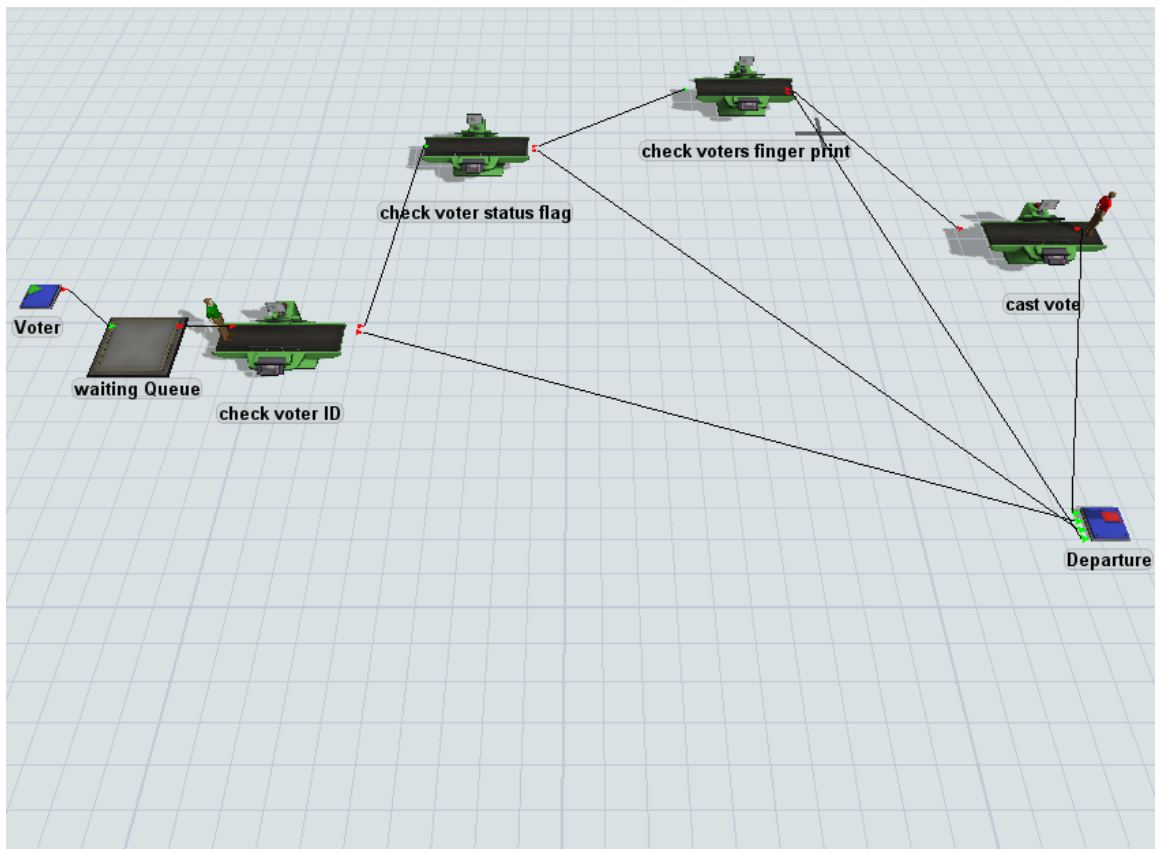 check voters finger print
check voter status flag
cast vote
Voter
waiting Queue
check voter ID
Departure